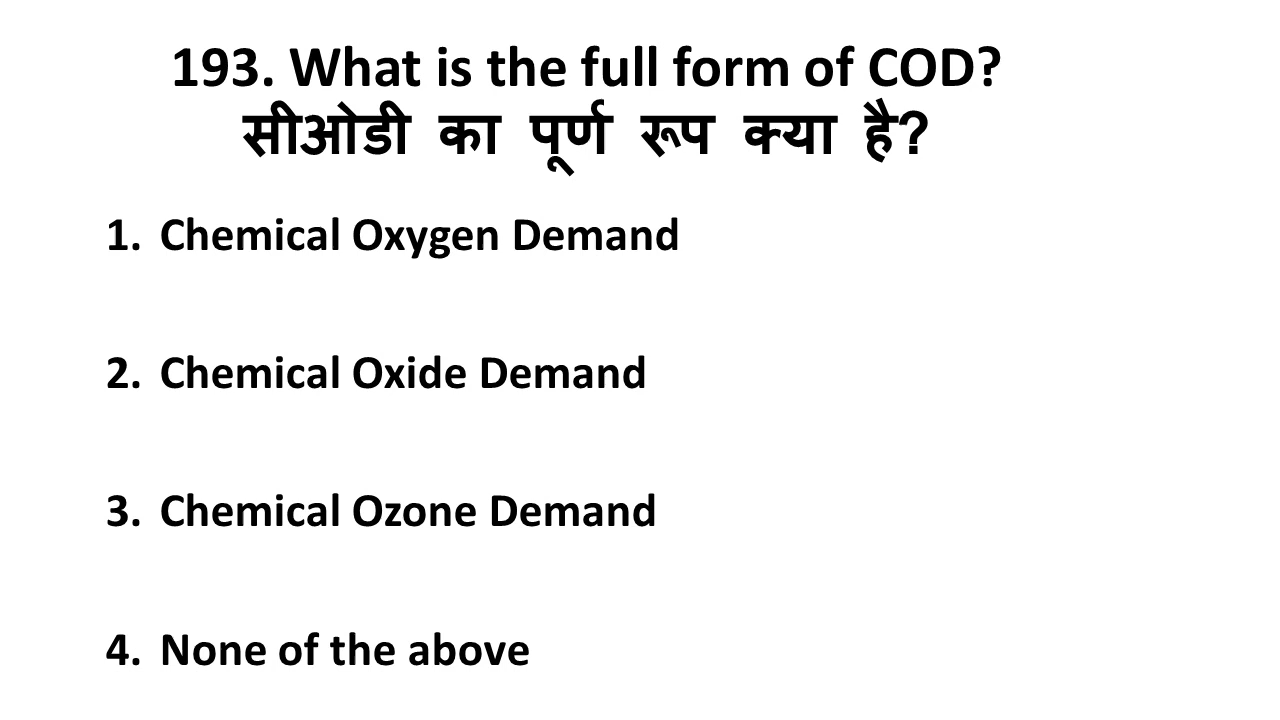 193. What is the full form of COD?
सीओडी का पूर्ण रूप क्या है?
1. Chemical Oxygen Demand
2. Chemical Oxide Demand
3. Chemical Ozone Demand
4. None of the above